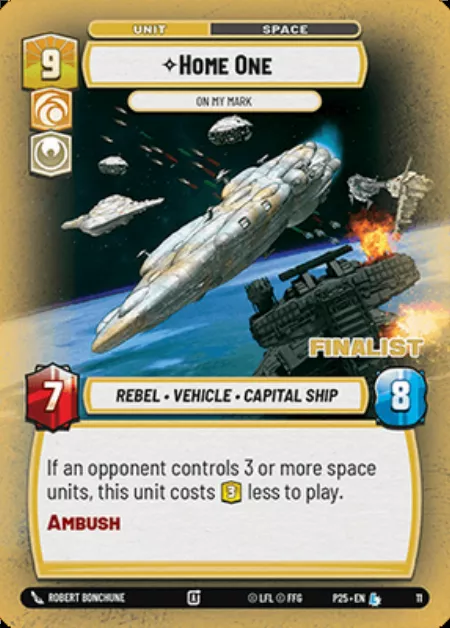 UNIT
SPACE
9
HOME ONE
ON MY MARK
FINALIST
7
REBEL • VEHICLE • CAPITAL SHIP
8
If an opponent controls 3 or more space
units, this unit costs 3 less to play.
AMBUSH
ROBERT BONCHUNE
© LFL © FFG
P25 • EN
11